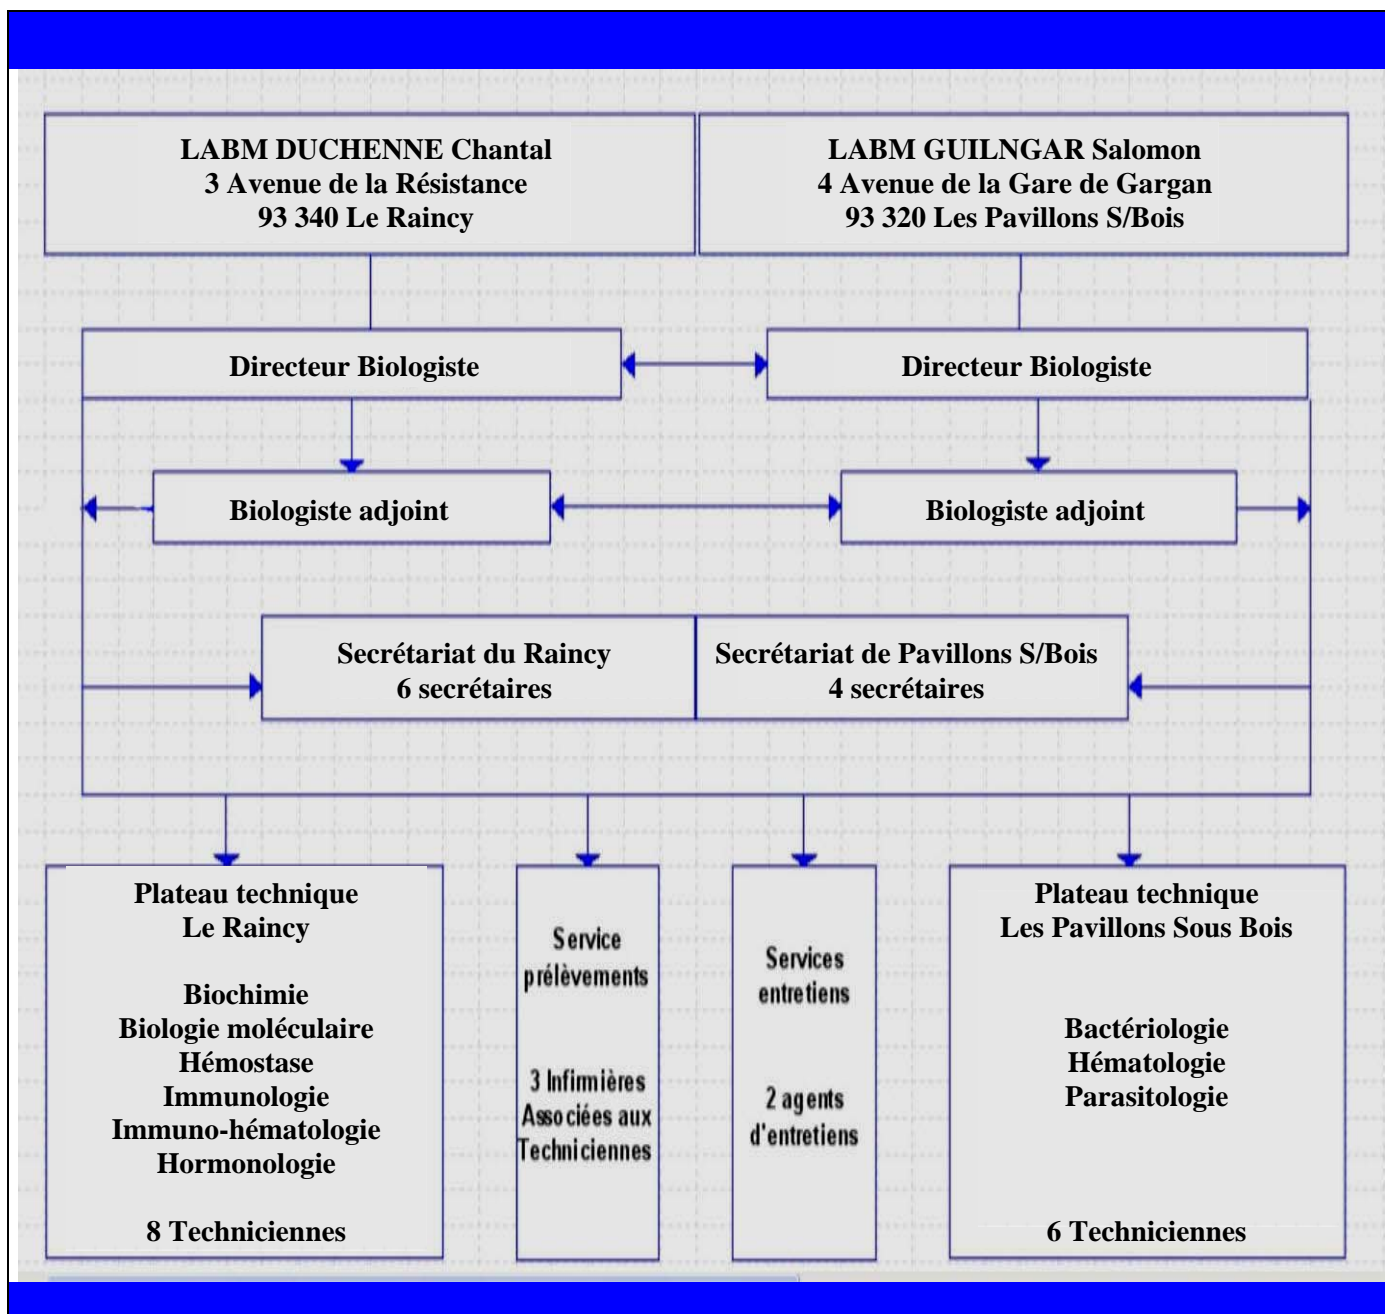 LABM DUCHENNE Chantal
3 Avenue de la Résistance
93 340 Le Raincy
LABM GUILNGAR Salomon
4 Avenue de la Gare de Gargan
93 320 Les Pavillons S/Bois
Directeur Biologiste
Directeur Biologiste
Biologiste adjoint
Biologiste adjoint
Secrétariat du Raincy
6 secrétaires
Secrétariat de Pavillons S/Bois
4 secrétaires
Plateau technique
Le Raincy
Biochimie
Biologie moléculaire
Hémostase
Immunologie
Immuno-hématologie
Hormonologie
8 Techniciennes
Service
prélèvements
3 Infirmières
Associées aux
Techniciennes
Services
entretiens
2 agents
d'entretiens
Plateau technique
Les Pavillons Sous Bois
Bactériologie
Hématologie
Parasitologie
6 Techniciennes